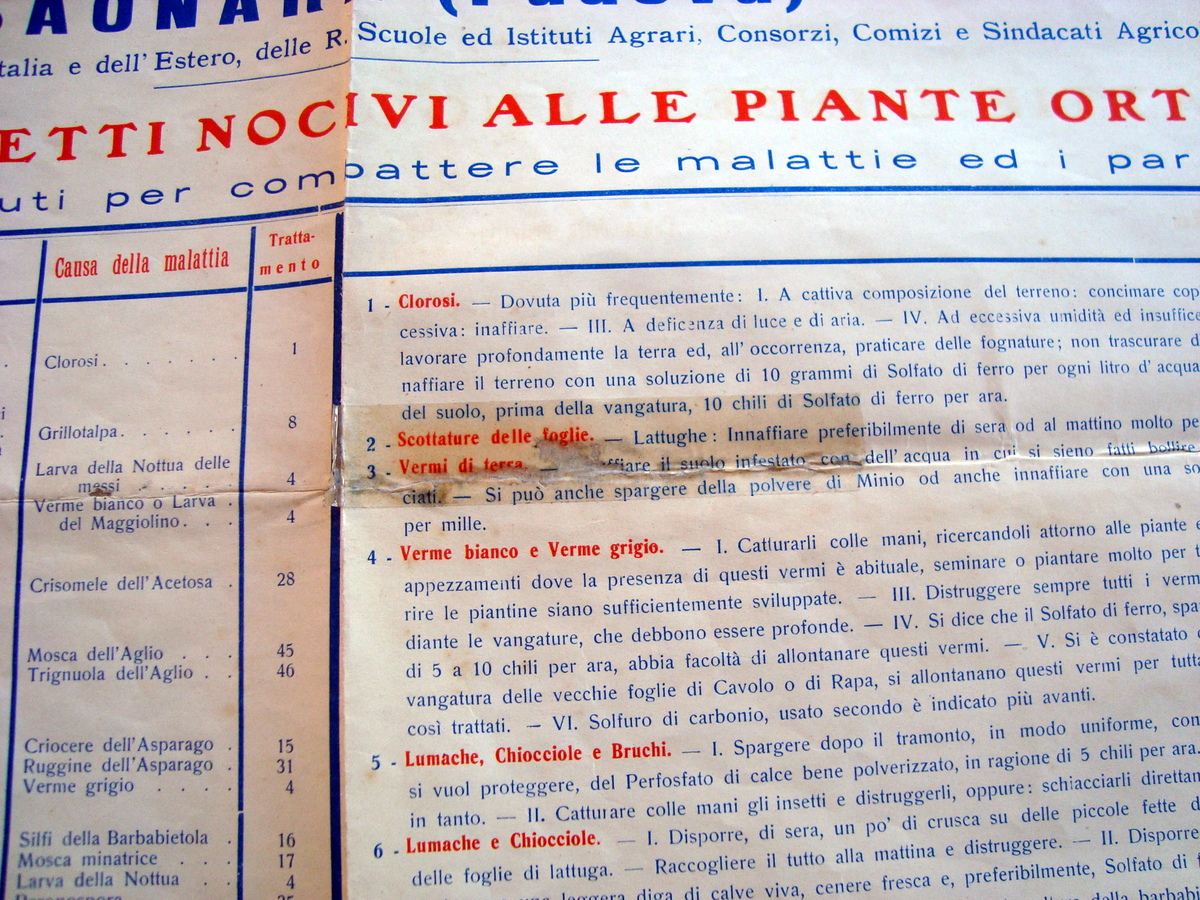 talia e dell' Estero, delle R. Scuole ed Istituti Agrari, Consorzi, Comizi e Sindacati Agrico
ETTI NOCIVI ALLE PIANTE ORT
uti per combattere le malattie ed i par
Causa della malattia
Tratta-
mento
Clorosi. . . . . . . 1
Grillotalpa. . . . . . 8
Larva della Nottua delle
messi . . . . . . 4
Verme bianco o Larva .
del Maggiolino. . . 4
Crisomele dell'Acetosa . 28
Mosca dell'Aglio . . . 45
Trignuola dell'Aglio . . 46
Criocere dell'Asparago . 15
Ruggine dell'Asparago . 31
Verme grigio . . . . 4
Silfi della Barbabietola . 16
Mosca minatrice . . . 17
Larva della Nottua . . 4
1 - Clorosi. — Dovuta più frequentemente: I. A cattiva composizione del terreno: concimare cop
cessiva: inaffiare. — III. A deficenza di luce e di aria. — IV. Ad eccessiva umidità ed insuffice
lavorare profondamente la terra ed, all' occorrenza, praticare delle fognature; non trascurare d
naffiare il terreno con una soluzione di 10 grammi di Solfato di ferro per ogni litro d' acqua
del suolo, prima della vangatura, 10 chili di Solfato di ferro per ara.
2 - Scottature delle foglie. — Lattughe: Innaffiare preferibilmente di sera od al mattino molto pe
3 - Vermi di terra. — ffiare il suolo infestato con dell' acqua in cui si sieno fatti bollire
ciati. — Si può anche spargere della polvere di Minio od anche innaffiare con una so
per mille.
4 - Verme bianco e Verme grigio. — I. Catturarli colle mani, ricercandoli attorno alle piante e
appezzamenti dove la presenza di questi vermi è abituale, seminare o piantare molto per t
rire le piantine siano sufficientemente sviluppate. — III. Distruggere sempre tutti i verm
diante le vangature, che debbono essere profonde. — IV. Si dice che il Solfato di ferro, spa
di 5 a 10 chili per ara, abbia facoltà di allontanare questi vermi. — V. Si è constatato
vangatura delle vecchie foglie di Cavolo o di Rapa, si allontanano questi vermi per tutta
così trattati. — VI. Solfuro di carbonio, usato secondo è indicato più avanti.
5 - Lumache, Chiocciole e Bruchi. — I. Spargere dopo il tramonto, in modo uniforme, con
si vuol proteggere, del Perfosfato di calce bene polverizzato, in ragione di 5 chili per ara.
in tanto. — II. Catturare colle mani gli insetti e distruggerli, oppure: schiacciarli direttan
6 - Lumache e Chiocciole. — I. Disporre, di sera, un po' di crusca su delle piccole fette d
delle foglie di lattuga. — Raccogliere il tutto alla mattina e distruggere. — II. Disporre
una leggera diga di calve viva, cenere fresca e, preferibilmente, Solfato di f